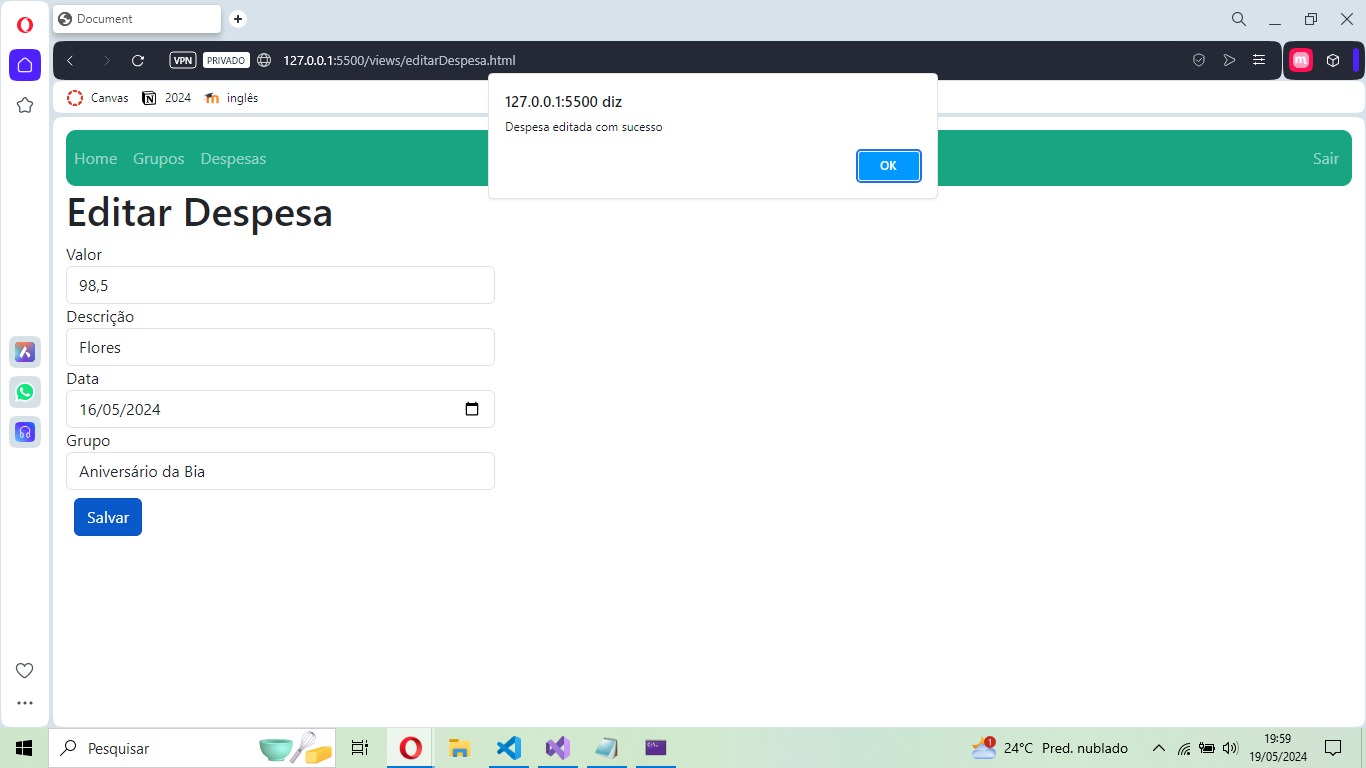 Document
VPN
PRIVADO
127.0.0.1:5500/views/editarDespesa.html
Canvas
2024
inglês
127.0.0.1:5500 diz
Despesa editada com sucesso
OK
Home
Grupos
Despesas
Sair
Editar Despesa
Valor
98,5
Descrição
Flores
Data
16/05/2024
Grupo
Aniversário da Bia
Salvar
Pesquisar
1
24°C Pred. nublado
19:59
19/05/2024